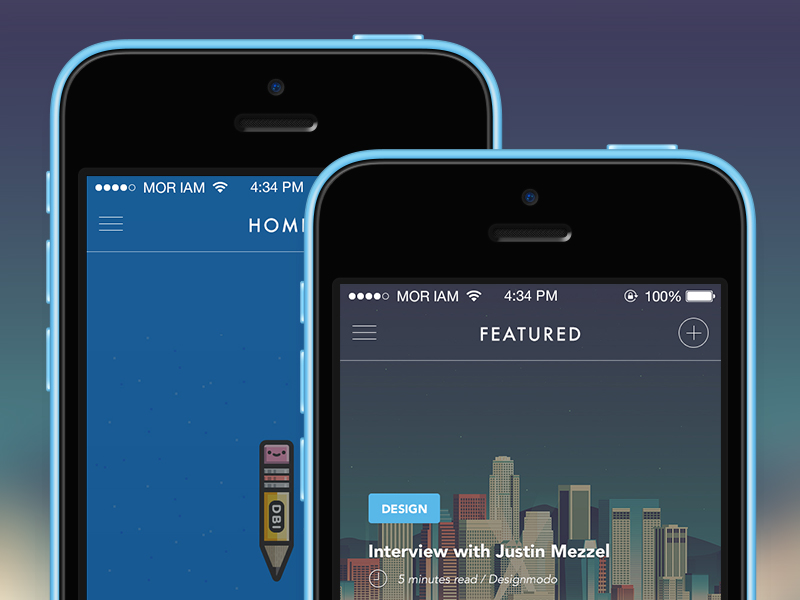 MOR IAM 4:34 PM
HOM
DBI
MOR IAM 4:34 PM 100%
FEATURED
DESIGN
Interview with Justin Mezzel
5 minutes read / Designmodo